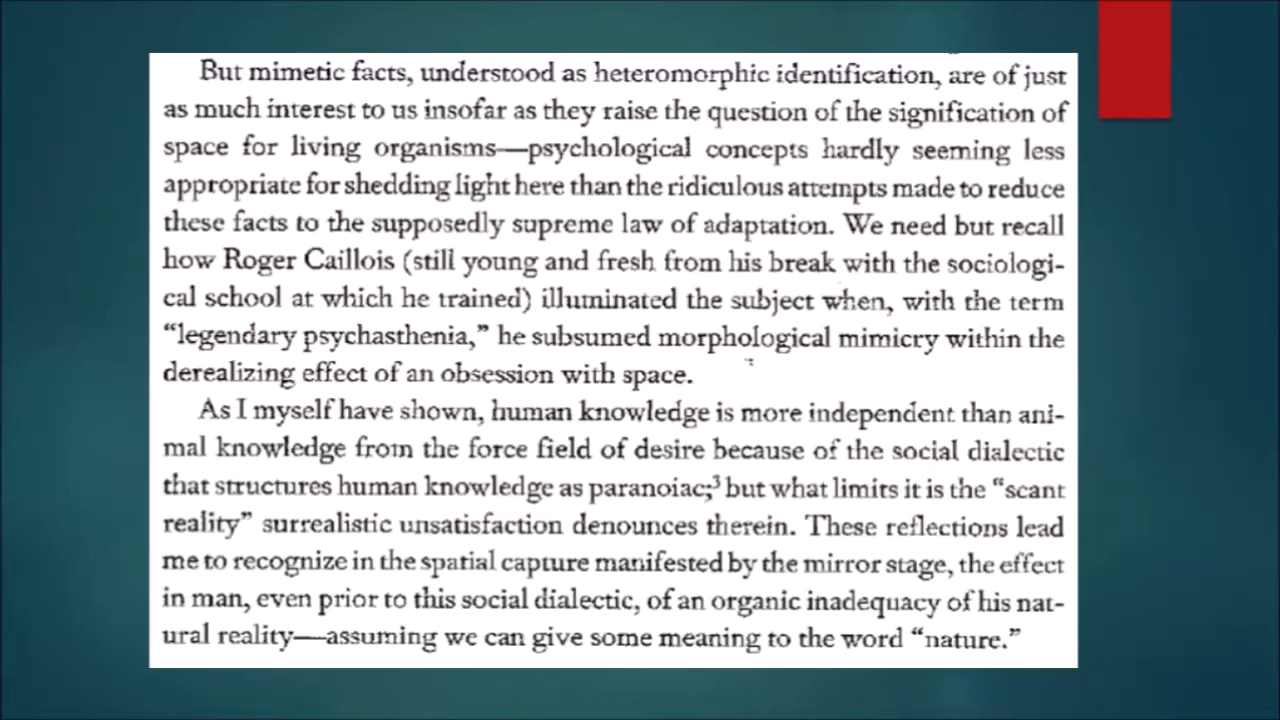 But mimetic facts, understood as heteromorphic identification, are of just
as much interest to us insofar as they raise the question of the signification of
space for living organisms—psychological concepts hardly seeming less
appropriate for shedding light here than the ridiculous attempts made to reduce
these facts to the supposedly supreme law of adaptation. We need but recall
how Roger Caillois (still young and fresh from his break with the sociologi-
cal school at which he trained) illuminated the subject when, with the term
“legendary psychasthenia,” he subsumed morphological mimicry within the
derealizing effect of an obsession with space.
As I myself have shown, human knowledge is more independent than ani-
mal knowledge from the force field of desire because of the social dialectic
that structures human knowledge as paranoiac;³ but what limits it is the “scant
reality” surrealistic unsatisfaction denounces therein. These reflections lead
me to recognize in the spatial capture manifested by the mirror stage, the effect
in man, even prior to this social dialectic, of an organic inadequacy of his nat-
ural reality—assuming we can give some meaning to the word “nature.”